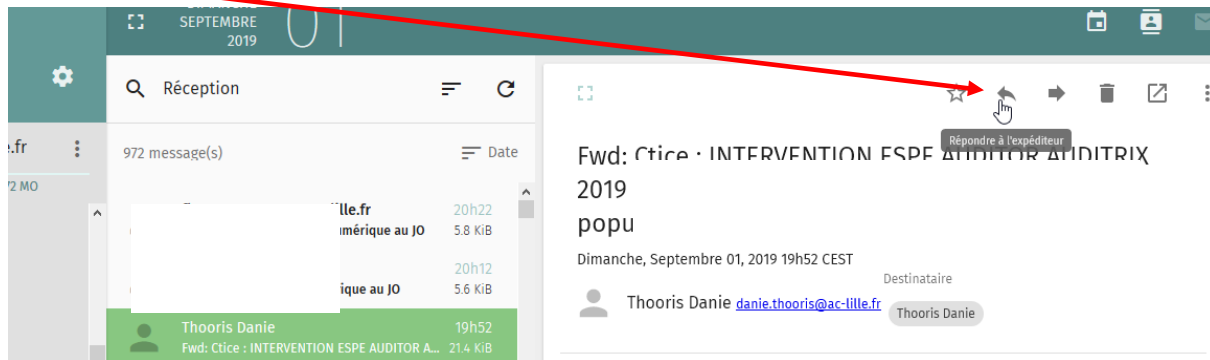 SEPTEMBRE
2019
01
Réception
.fr
972 message(s)
Date
72 MO
lle.fr
20h22
umérique au JO
5.8 KiB
20h12
ique au JO
5.6 KiB
Thooris Danie
19h52
Fwd: Ctice : INTERVENTION ESPE AUDITOR A...
21.4 KiB
Répondre à l'expéditeur
Fwd: Ctice : INTERVENTION ESPE AUDITOR AUDITRIX
2019
popu
Dimanche, Septembre 01, 2019 19h52 CEST
Destinataire
Thooris Danie danie.thooris@ac-lille.fr
Thooris Danie